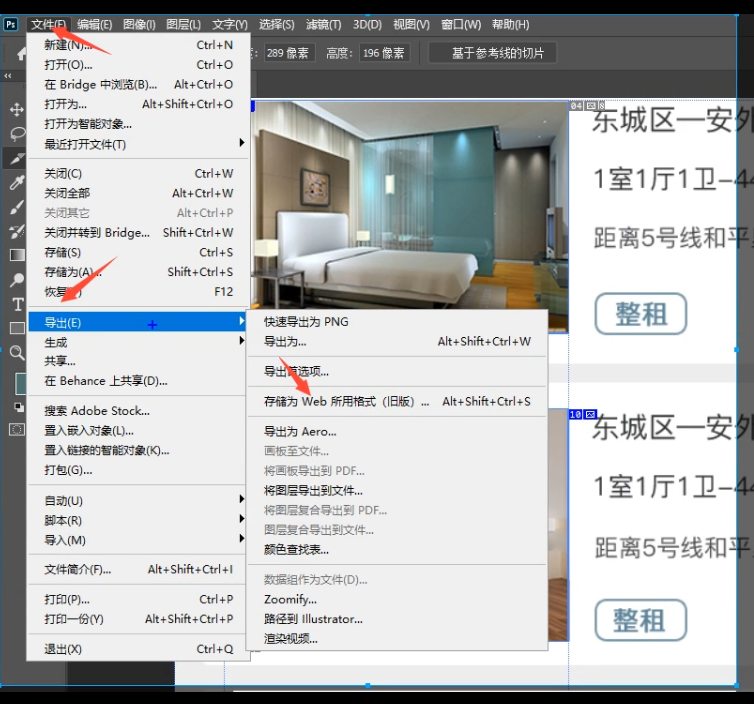 Ps 文件(F) 编辑(E) 图像(I) 图层(L) 文字(Y) 选择(S) 滤镜(T) 3D(D) 视图(V) 窗口(W) 帮助(H)
289 像素 高度: 196 像素 基于参考线的切片
新建(N)... Ctrl+N
打开(O)... Ctrl+O
在 Bridge 中浏览(B)... Alt+Ctrl+O
打开为... Alt+Shift+Ctrl+O
打开为智能对象...
最近打开文件(T)
关闭(C) Ctrl+W
关闭全部 Alt+Ctrl+W
关闭其它 Alt+Ctrl+P
关闭并转到 Bridge... Shift+Ctrl+W
存储(S) Ctrl+S
存储为(A)... Shift+Ctrl+S
恢复 F12
导出(E)
生成
共享...
在 Behance 上共享(D)...
搜索 Adobe Stock...
置入嵌入对象(L)...
置入链接的智能对象(K)...
打包(G)...
自动(U)
脚本(R)
导入(M)
文件简介(F)... Alt+Shift+Ctrl+I
打印(P)... Ctrl+P
打印一份(Y) Alt+Shift+Ctrl+P
退出(X) Ctrl+Q
快速导出为 PNG
导出为... Alt+Shift+Ctrl+W
导出首选项...
存储为 Web 所用格式（旧版）... Alt+Shift+Ctrl+S
导出为 Aero...
画板至文件...
将画板导出到 PDF...
将图层导出到文件...
将图层复合导出到 PDF...
图层复合导出到文件...
颜色查找表...
数据组作为文件(D)...
Zoomify...
路径到 Illustrator...
渲染视频...
04
东城区—安外
1室1厅1卫-44
距离5号线和平
整租
10
东城区—安外
1室1厅1卫-44
距离5号线和平
整租